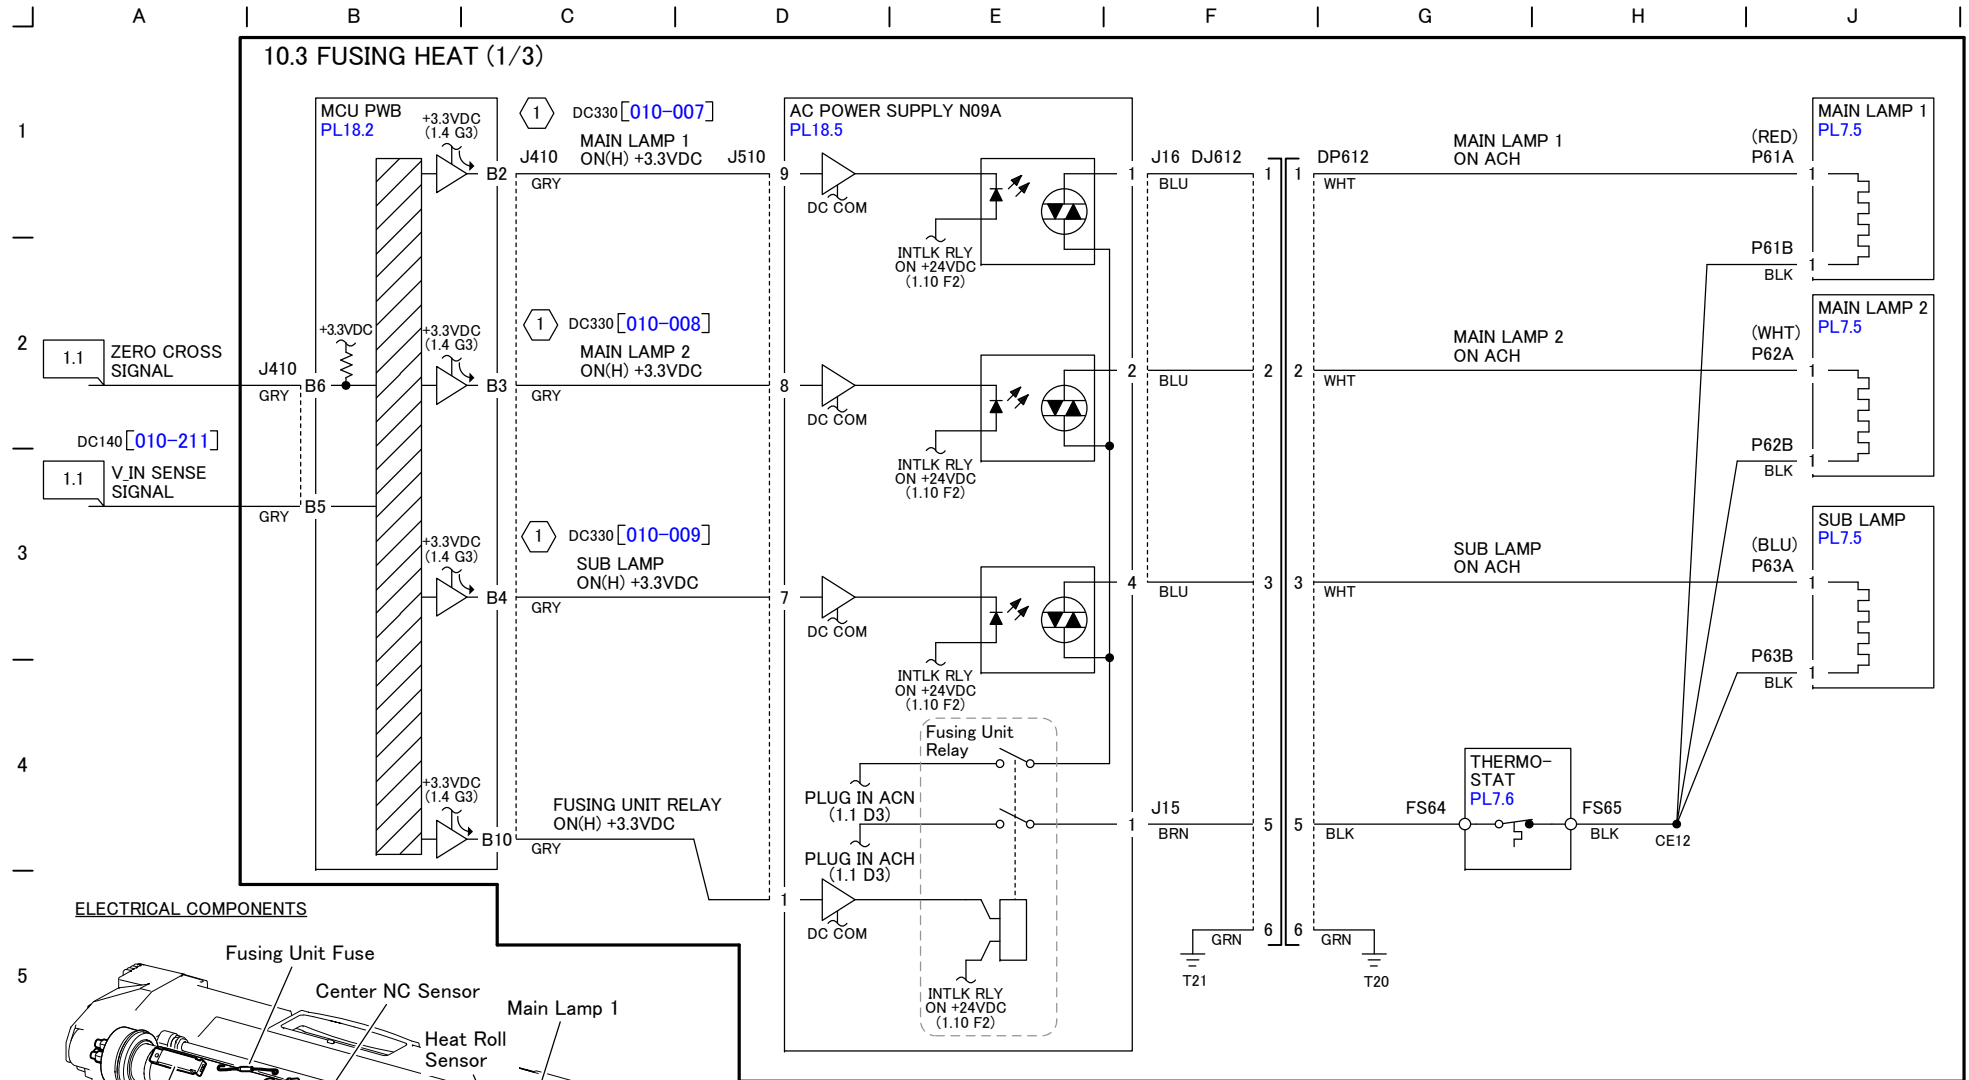 A B C D E F G H J
10.3 FUSING HEAT (1/3)
1
2
3
4
5
MCU PWB
PL18.2
+3.3VDC
(1.4 G3)
1
DC330[010-007]
MAIN LAMP 1
ON(H) +3.3VDC
J410
J510
B2
GRY
9
AC POWER SUPPLY N09A
PL18.5
DC COM
INTLK RLY
ON +24VDC
(1.10 F2)
1
J16 DJ612
BLU
1
1
DP612
WHT
MAIN LAMP 1
ON ACH
(RED)
P61A
1
MAIN LAMP 1
PL7.5
P61B
1
BLK
1.1
ZERO CROSS
SIGNAL
J410
GRY
B6
+3.3VDC
+3.3VDC
(1.4 G3)
B3
1
DC330[010-008]
MAIN LAMP 2
ON(H) +3.3VDC
GRY
8
DC COM
INTLK RLY
ON +24VDC
(1.10 F2)
2
BLU
2
2
WHT
MAIN LAMP 2
ON ACH
(WHT)
P62A
1
MAIN LAMP 2
PL7.5
P62B
1
BLK
DC140[010-211]
1.1
V_IN SENSE
SIGNAL
GRY
B5
+3.3VDC
(1.4 G3)
B4
1
DC330[010-009]
SUB LAMP
ON(H) +3.3VDC
GRY
7
DC COM
INTLK RLY
ON +24VDC
(1.10 F2)
4
BLU
3
3
WHT
SUB LAMP
ON ACH
(BLU)
P63A
1
SUB LAMP
PL7.5
P63B
1
BLK
+3.3VDC
(1.4 G3)
B10
GRY
FUSING UNIT RELAY
ON(H) +3.3VDC
1
DC COM
Fusing Unit
Relay
PLUG IN ACN
(1.1 D3)
PLUG IN ACH
(1.1 D3)
INTLK RLY
ON +24VDC
(1.10 F2)
1
J15
BRN
5
5
BLK
FS64
THERMO-
STAT
PL7.6
FS65
BLK
CE12
GRN
6
6
GRN
T21
T20
ELECTRICAL COMPONENTS
Fusing Unit Fuse
Center NC Sensor
Main Lamp 1
Heat Roll
Sensor